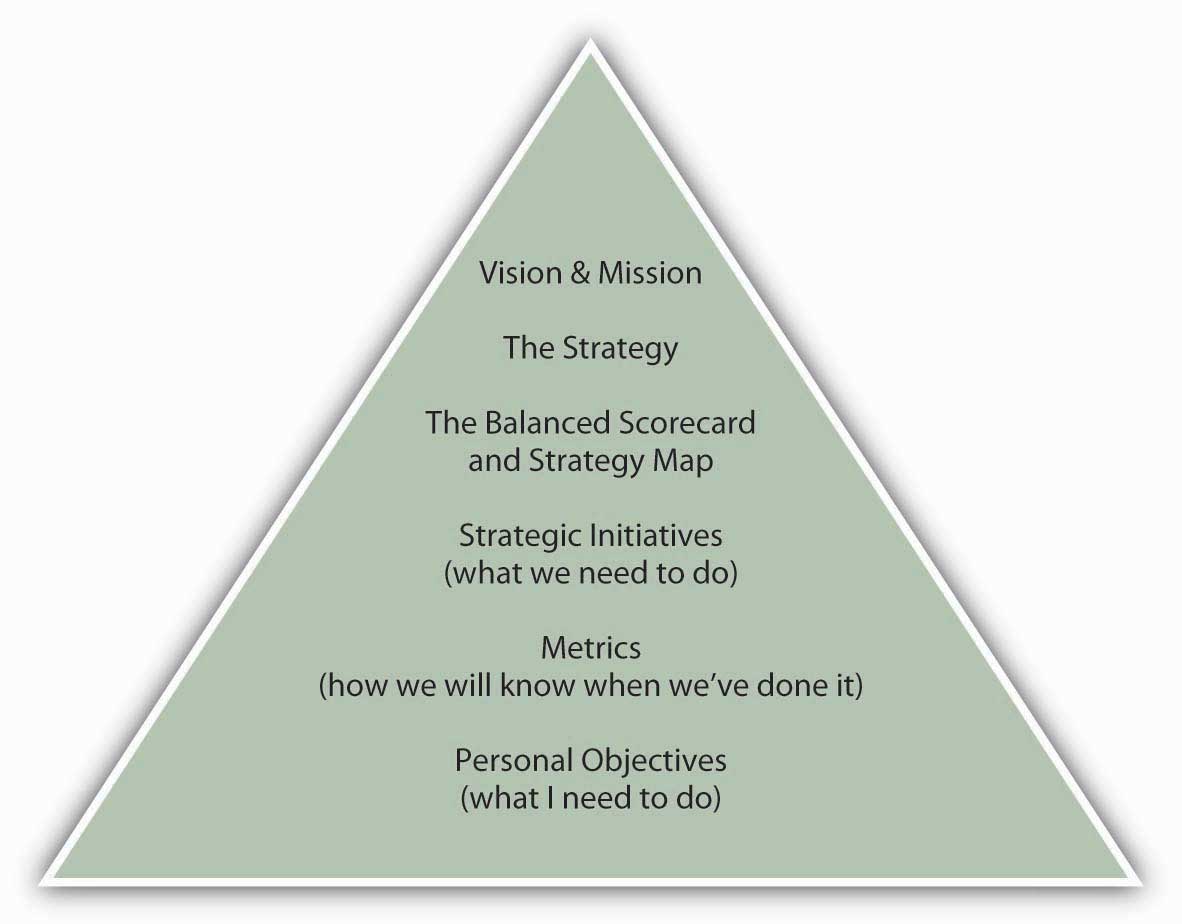 Vision & Mission
The Strategy
The Balanced Scorecard
and Strategy Map
Strategic Initiatives
(what we need to do)
Metrics
(how we will know when we’ve done it)
Personal Objectives
(what I need to do)